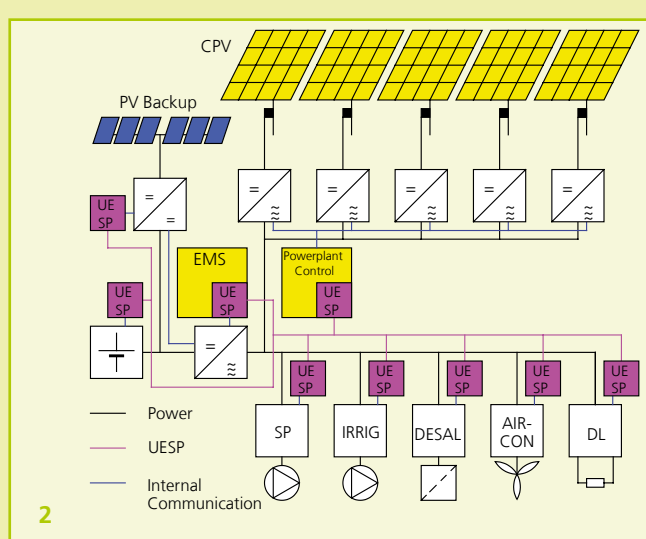 CPV
PV Backup
=
=
=
≈
=
≈
=
≈
=
≈
=
≈
UE
SP
EMS
UE
SP
Powerplant
Control
UE
SP
UE
SP
=
≈
UE
SP
UE
SP
UE
SP
UE
SP
UE
SP
SP
IRRIG
DESAL
AIR-
CON
DL
Power
UESP
Internal
Communication
2